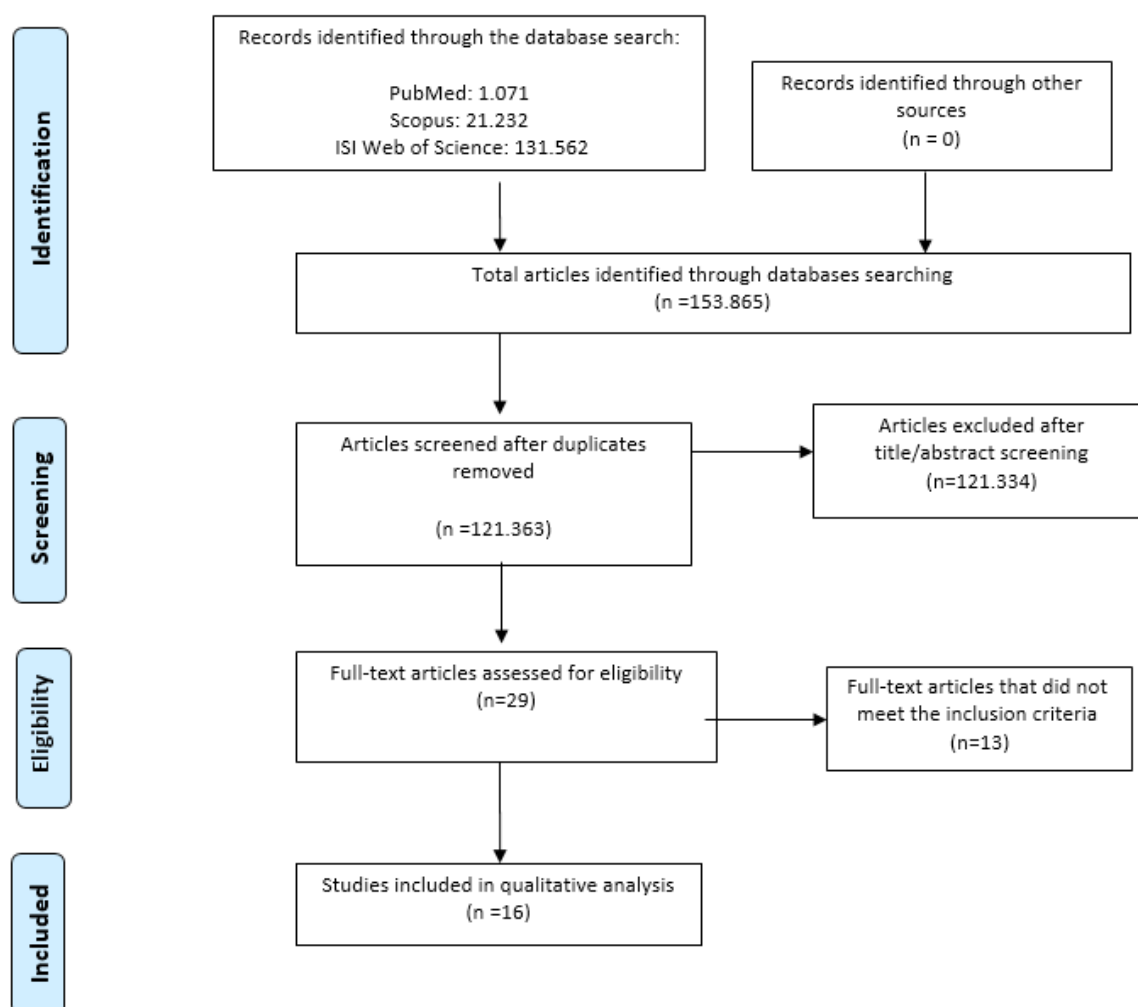 Identification
Records identified through the database search:
PubMed: 1.071
Scopus: 21.232
ISI Web of Science: 131.562
Records identified through other
sources
(n = 0)
Total articles identified through databases searching
(n =153.865)
Screening
Articles screened after duplicates
removed
(n =121.363)
Articles excluded after
title/abstract screening
(n=121.334)
Eligibility
Full-text articles assessed for eligibility
(n=29)
Full-text articles that did not
meet the inclusion criteria
(n=13)
Included
Studies included in qualitative analysis
(n =16)